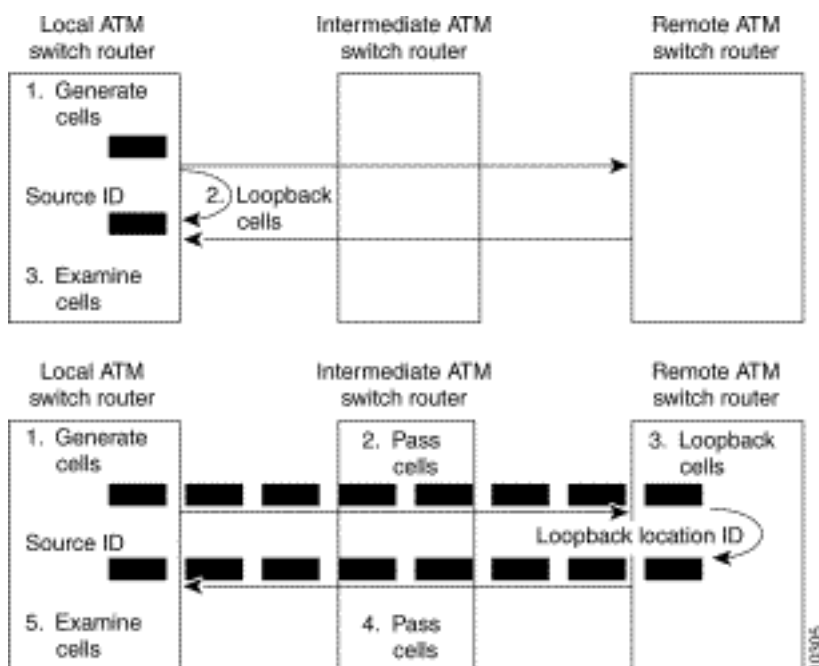 Local ATM
switch router
Intermediate ATM
switch router
Remote ATM
switch router
1. Generate
cells
Source ID
2. Loopback
cells
3. Examine
cells
Local ATM
switch router
Intermediate ATM
switch router
Remote ATM
switch router
1. Generate
cells
2. Pass
cells
3. Loopback
cells
Source ID
Loopback location ID
5. Examine
cells
4. Pass
cells